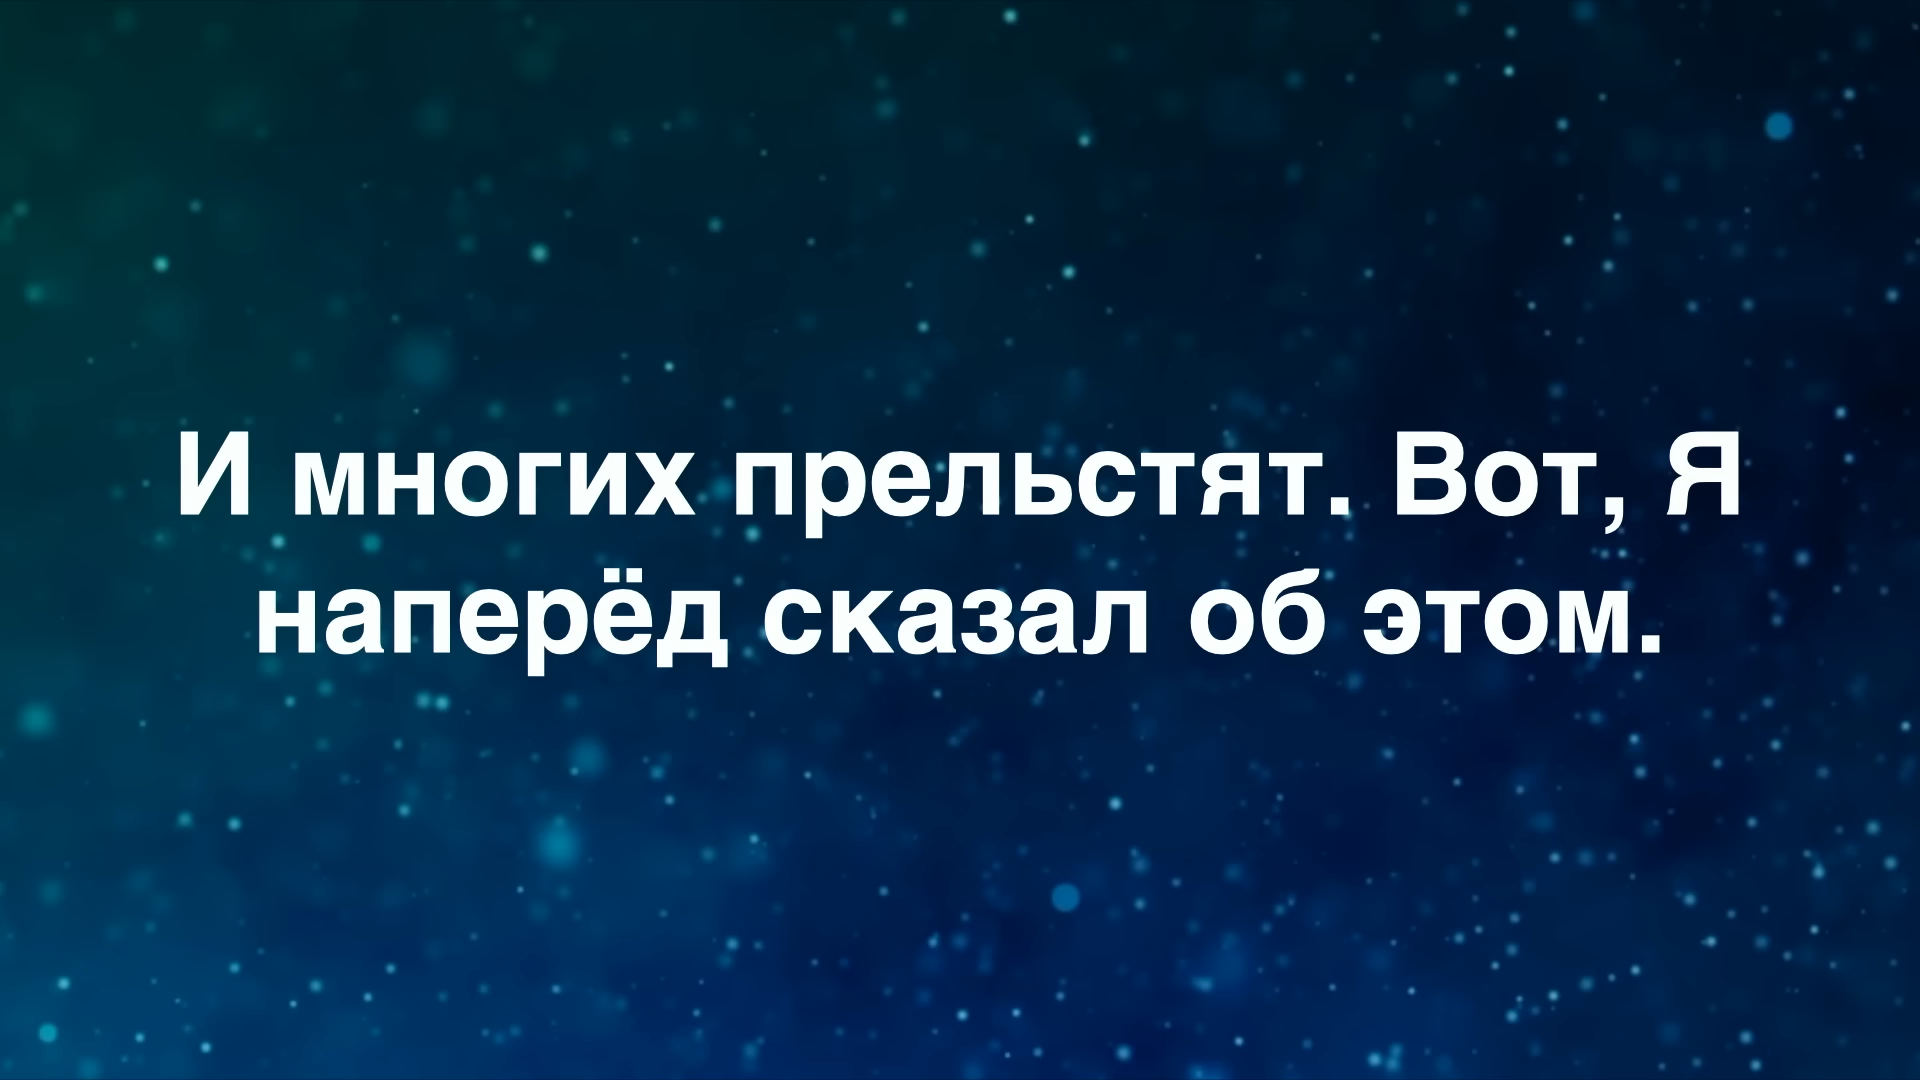 И многих прельстят. Вот, Я
наперёд сказал об этом.